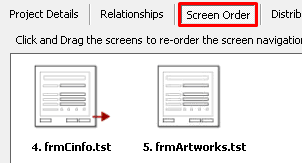 Project Details Relationships Screen Order Distrib
Click and Drag the screens to re-order the screen navigatio
4. frmCinfo.tst 5. frmArtworks.tst